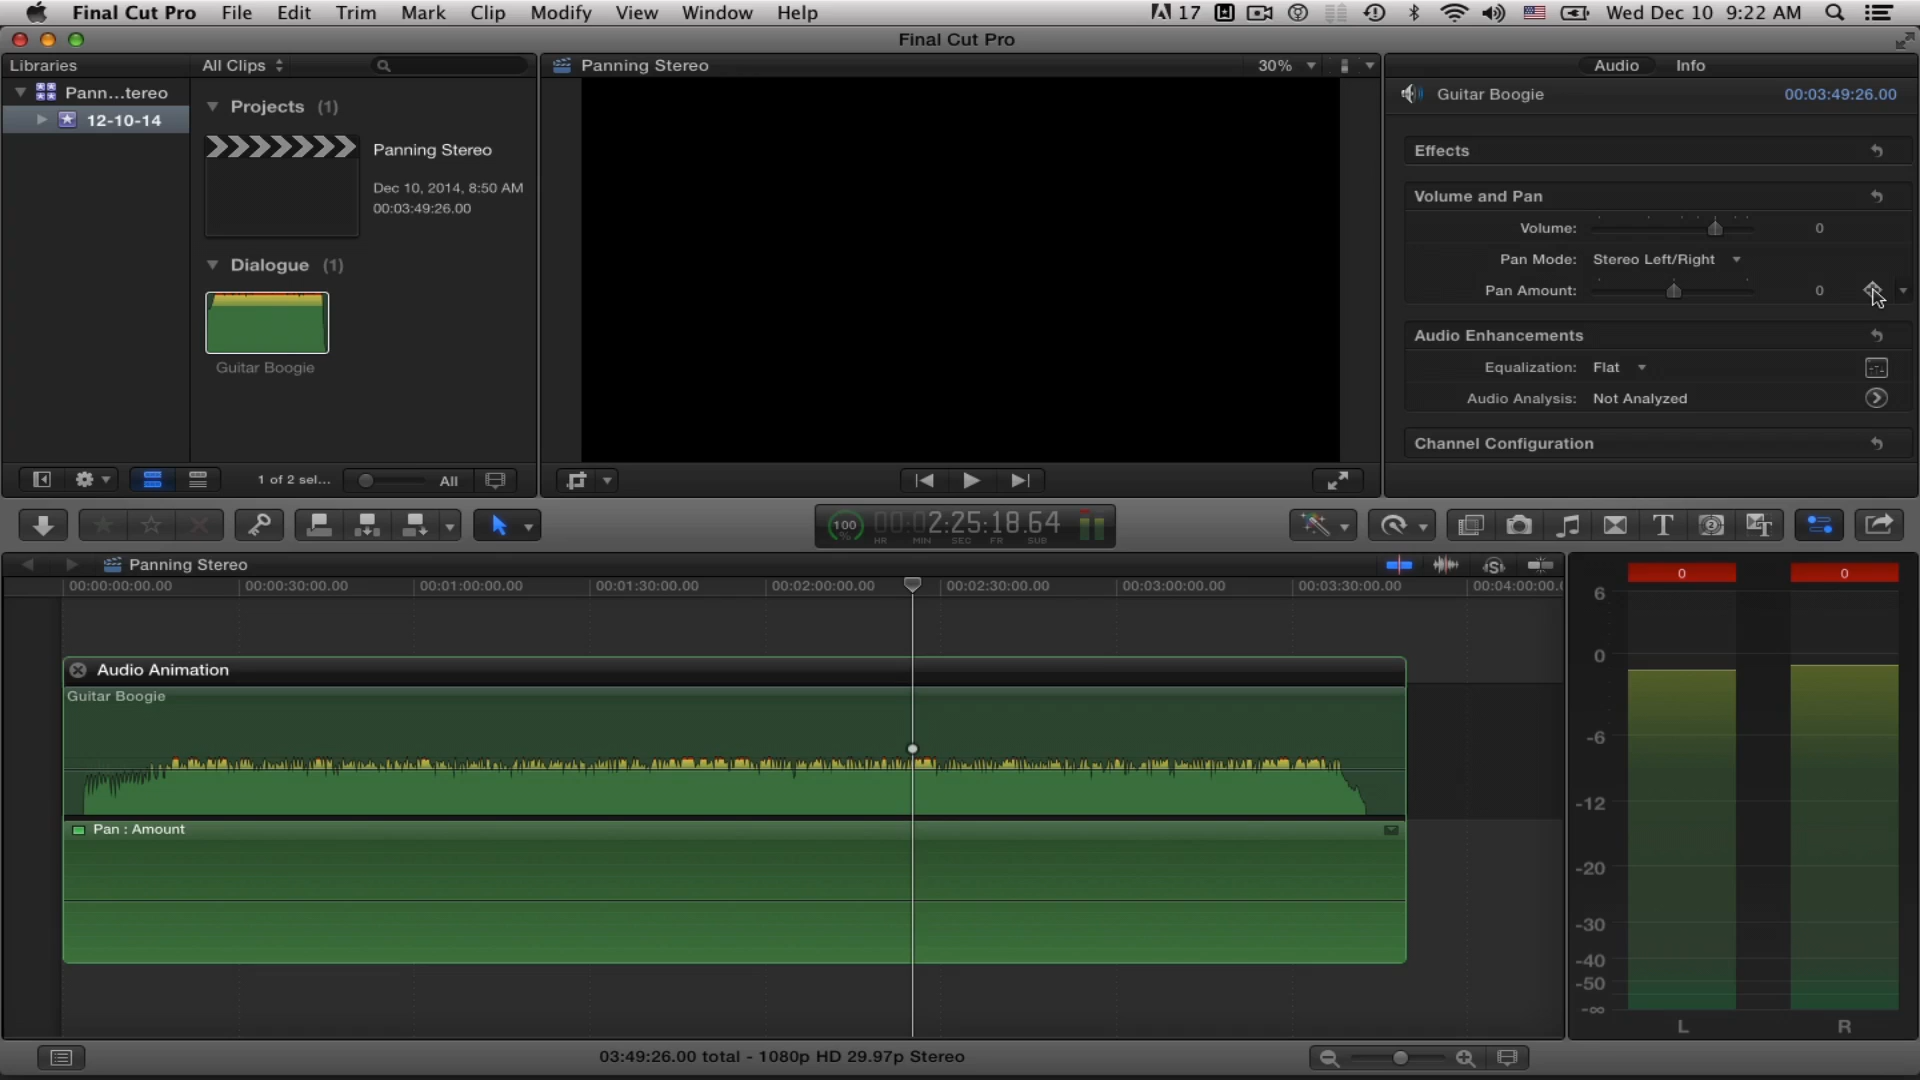 Final Cut Pro File Edit Trim Mark Clip Modify View Window Help 17 Wed Dec 10 9:22 AM
Final Cut Pro
Libraries
All Clips
Pann...tereo
12-10-14
Projects (1)
Panning Stereo
Dec 10, 2014, 8:50 AM
00:03:49:26.00
Dialogue (1)
Guitar Boogie
1 of 2 sel...
All
Panning Stereo
30%
Audio Info
Guitar Boogie
00:03:49:26.00
Effects
Volume and Pan
Volume: 0
Pan Mode: Stereo Left/Right
Pan Amount: 0
Audio Enhancements
Equalization: Flat
Audio Analysis: Not Analyzed
Channel Configuration
100
%
00:02:25:18.64
HR MIN SEC FR SUB
T
T
Panning Stereo
S
00:00:00:00.00 00:00:30:00.00 00:01:00:00.00 00:01:30:00.00 00:02:00:00.00 00:02:30:00.00 00:03:00:00.00 00:03:30:00.00 00:04:00:00.
Audio Animation
Guitar Boogie
Pan : Amount
0 0
6
0
-6
-12
-20
-30
-40
-50
-∞
L R
03:49:26.00 total - 1080p HD 29.97p Stereo